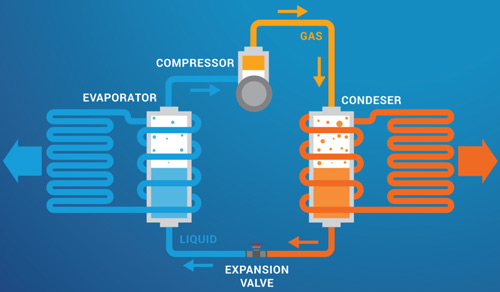 GAS
COMPRESSOR
EVAPORATOR
CONDESER
LIQUID
EXPANSION
VALVE